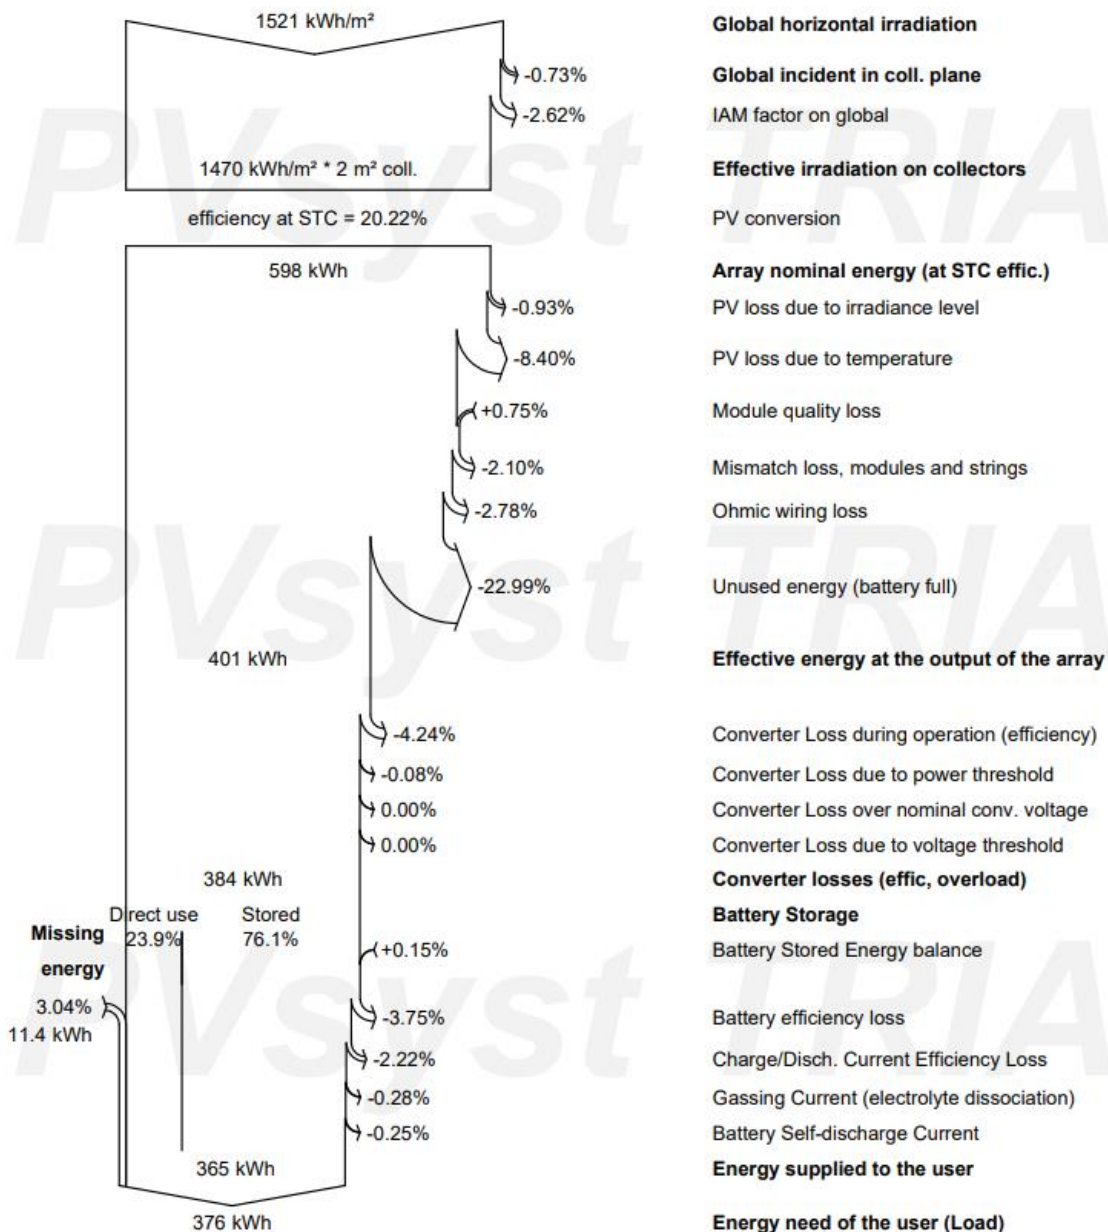 1521 kWh/m² Global horizontal irradiation
-0.73% Global incident in coll. plane
-2.62% IAM factor on global
1470 kWh/m² * 2 m² coll. Effective irradiation on collectors
efficiency at STC = 20.22% PV conversion
598 kWh Array nominal energy (at STC effic.)
-0.93% PV loss due to irradiance level
-8.40% PV loss due to temperature
+0.75% Module quality loss
-2.10% Mismatch loss, modules and strings
-2.78% Ohmic wiring loss
-22.99% Unused energy (battery full)
401 kWh Effective energy at the output of the array
-4.24% Converter Loss during operation (efficiency)
-0.08% Converter Loss due to power threshold
0.00% Converter Loss over nominal conv. voltage
0.00% Converter Loss due to voltage threshold
384 kWh Converter losses (effic, overload)
Direct use Stored Battery Storage
Missing 23.9% 76.1% +0.15% Battery Stored Energy balance
energy
3.04% -3.75% Battery efficiency loss
11.4 kWh
-2.22% Charge/Disch. Current Efficiency Loss
-0.28% Gassing Current (electrolyte dissociation)
-0.25% Battery Self-discharge Current
365 kWh Energy supplied to the user
376 kWh Energy need of the user (Load)
PVsyst TRIA
PVsyst TRIA
PVsyst TRIA